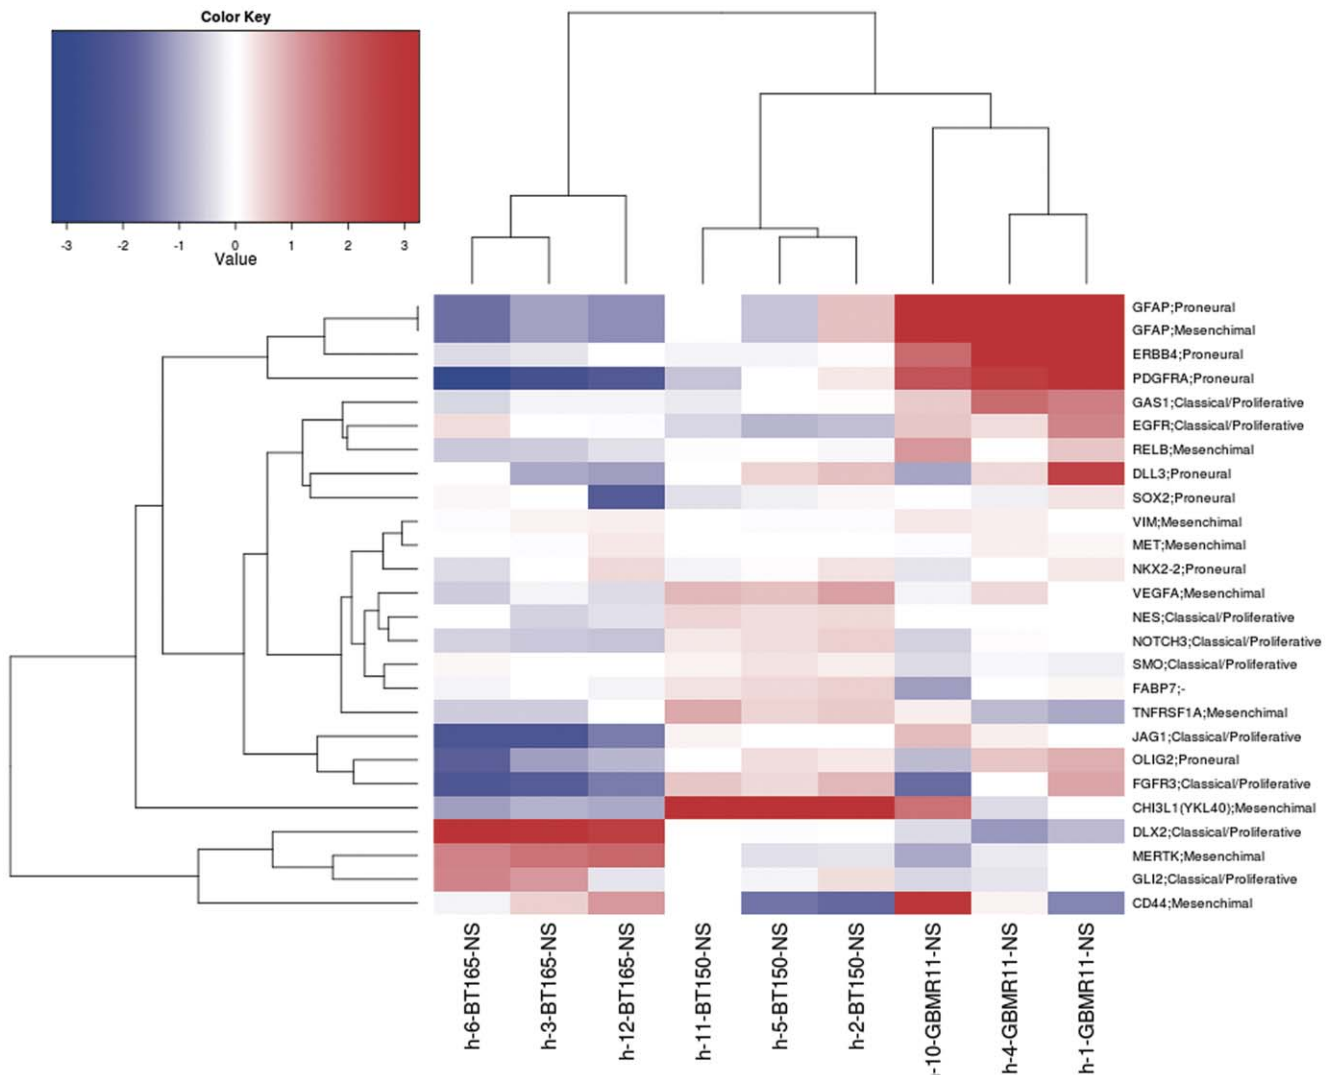 Color Key
-3 -2 -1 0 1 2 3
Value
GFAP;Proneural
GFAP;Mesenchimal
ERBB4;Proneural
PDGFRA;Proneural
GAS1;Classical/Proliferative
EGFR;Classical/Proliferative
RELB;Mesenchimal
DLL3;Proneural
SOX2;Proneural
VIM;Mesenchimal
MET;Mesenchimal
NKX2-2;Proneural
VEGFA;Mesenchimal
NES;Classical/Proliferative
NOTCH3;Classical/Proliferative
SMO;Classical/Proliferative
FABP7;-
TNFRSF1A;Mesenchimal
JAG1;Classical/Proliferative
OLIG2;Proneural
FGFR3;Classical/Proliferative
CHI3L1(YKL40);Mesenchimal
DLX2;Classical/Proliferative
MERTK;Mesenchimal
GLI2;Classical/Proliferative
CD44;Mesenchimal
h-6-BT165-NS
h-3-BT165-NS
h-12-BT165-NS
h-11-BT150-NS
h-5-BT150-NS
h-2-BT150-NS
-10-GBMR11-NS
h-4-GBMR11-NS
h-1-GBMR11-NS